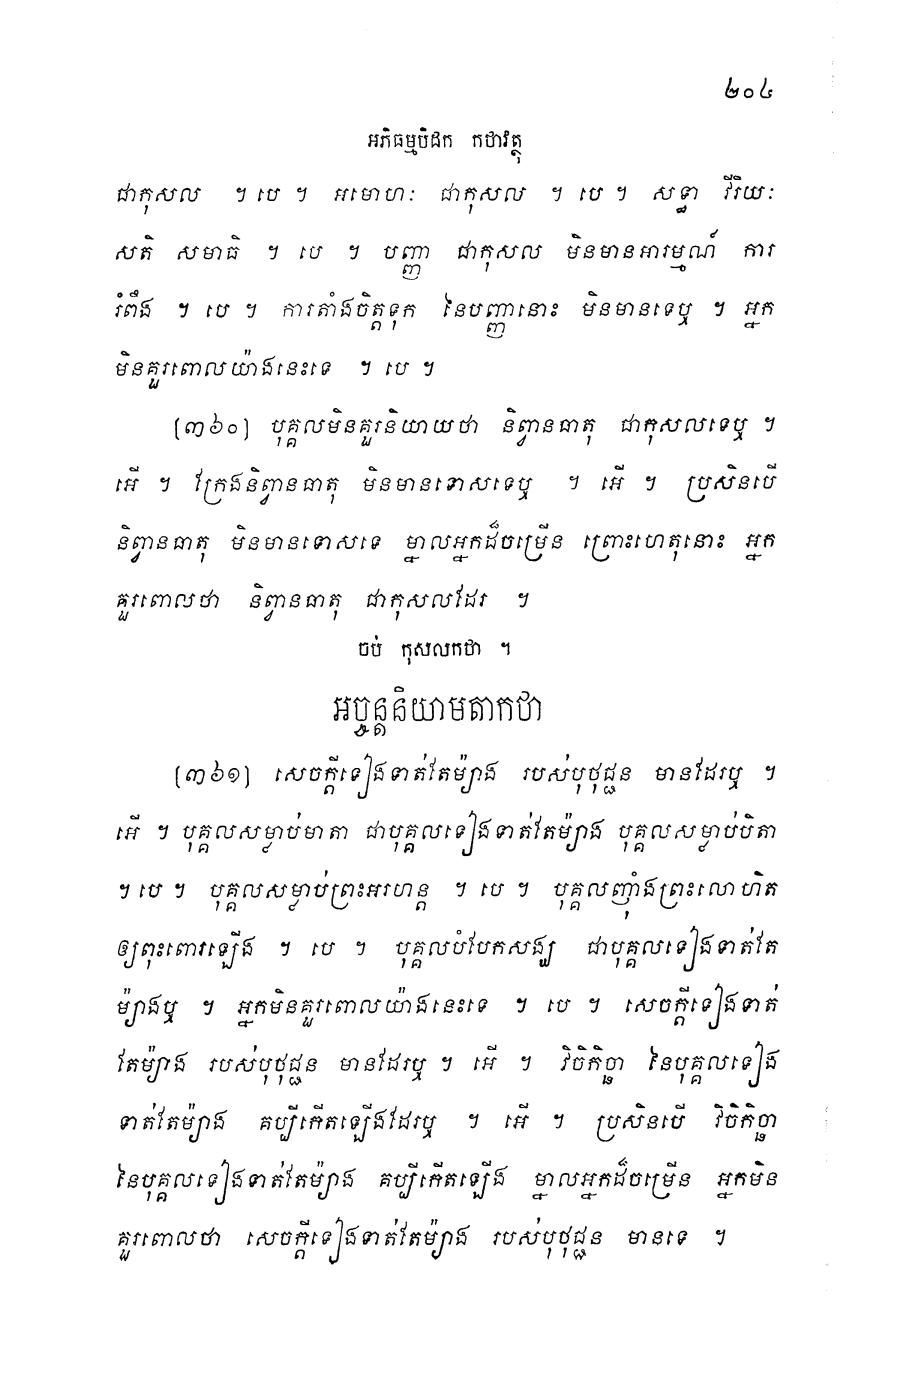 ២០៤
អភិធម្មបិដក កថាវត្ថុ
ជាកុសល ។ បេ ។ អមោហៈ ជាកុសល ។ បេ ។ សទ្ធា វីរិយៈ
សតិ សមាធិ ។ បេ ។ បញ្ញា ជាកុសល មិនមានអារម្មណ៍ ការ
រំពឹង ។ បេ ។ ការតាំងចិត្តទុក នៃបញ្ញានោះ មិនមានទេឬ ។ អ្នក
មិនគួរពោលយ៉ាងនេះទេ ។ បេ ។
[៣៦០] បុគ្គលមិនគួរនិយាយថា និព្វានធាតុ ជាកុសលទេឬ ។
អើ ។ ក្រែងនិព្វានធាតុ មិនមានទោសទេឬ ។ អើ ។ ប្រសិនបើ
និព្វានធាតុ មិនមានទោសទេ ម្នាលអ្នកដ៏ចម្រើន ព្រោះហេតុនោះ អ្នក
គួរពោលថា និព្វានធាតុ ជាកុសលដែរ ។
ចប់ កុសលកថា ។
អច្ចន្តនិយាមតាកថា
[៣៦១] សេចក្តីទៀងទាត់តែម៉្យាង របស់បុថុជ្ជន មានដែរឬ ។
អើ ។ បុគ្គលសម្លាប់មាតា ជាបុគ្គលទៀងទាត់តែម៉្យាង បុគ្គលសម្លាប់បិតា
។ បេ ។ បុគ្គលសម្លាប់ព្រះអរហន្ត ។ បេ ។ បុគ្គលញ៉ាំងព្រះលោហិត
ឲ្យពុះពោរឡើង ។ បេ ។ បុគ្គលបំបែកសង្ឃ ជាបុគ្គលទៀងទាត់តែ
ម៉្យាងឬ ។ អ្នកមិនគួរពោលយ៉ាងនេះទេ ។ បេ ។ សេចក្តីទៀងទាត់
តែម៉្យាង របស់បុថុជ្ជន មានដែរឬ ។ អើ ។ វិចិកិច្ឆា នៃបុគ្គលទៀង
ទាត់តែម៉្យាង គប្បីកើតឡើងដែរឬ ។ អើ ។ ប្រសិនបើ វិចិកិច្ឆា
នៃបុគ្គលទៀងទាត់តែម៉្យាង គប្បីកើតឡើង ម្នាលអ្នកដ៏ចម្រើន អ្នកមិន
គួរពោលថា សេចក្តីទៀងទាត់តែម៉្យាង របស់បុថុជ្ជន មានទេ ។